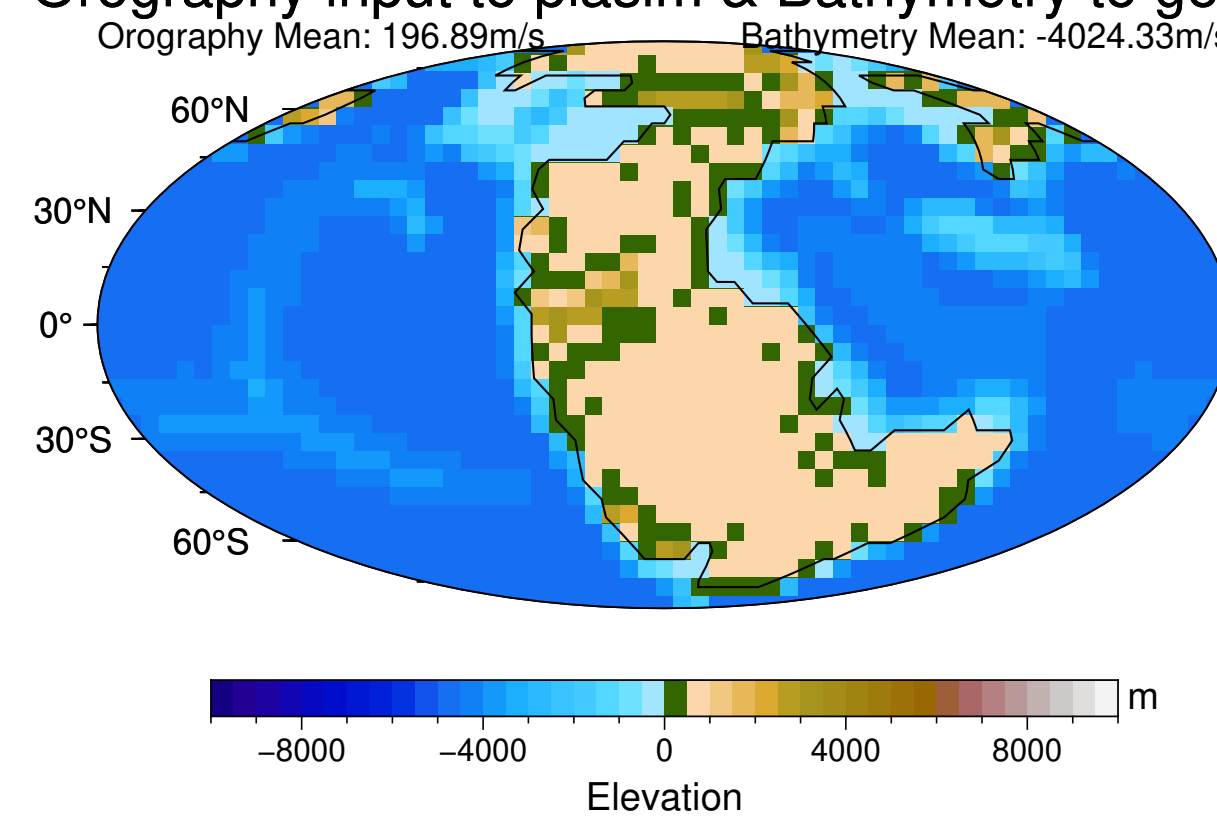 Orography input to plasim & Bathymetry to
Orography Mean: 196.89m/s Bathymetry Mean: -4024.33m/s
60°N
30°N
0°
30°S
60°S
m
−8000 −4000 0 4000 8000
Elevation